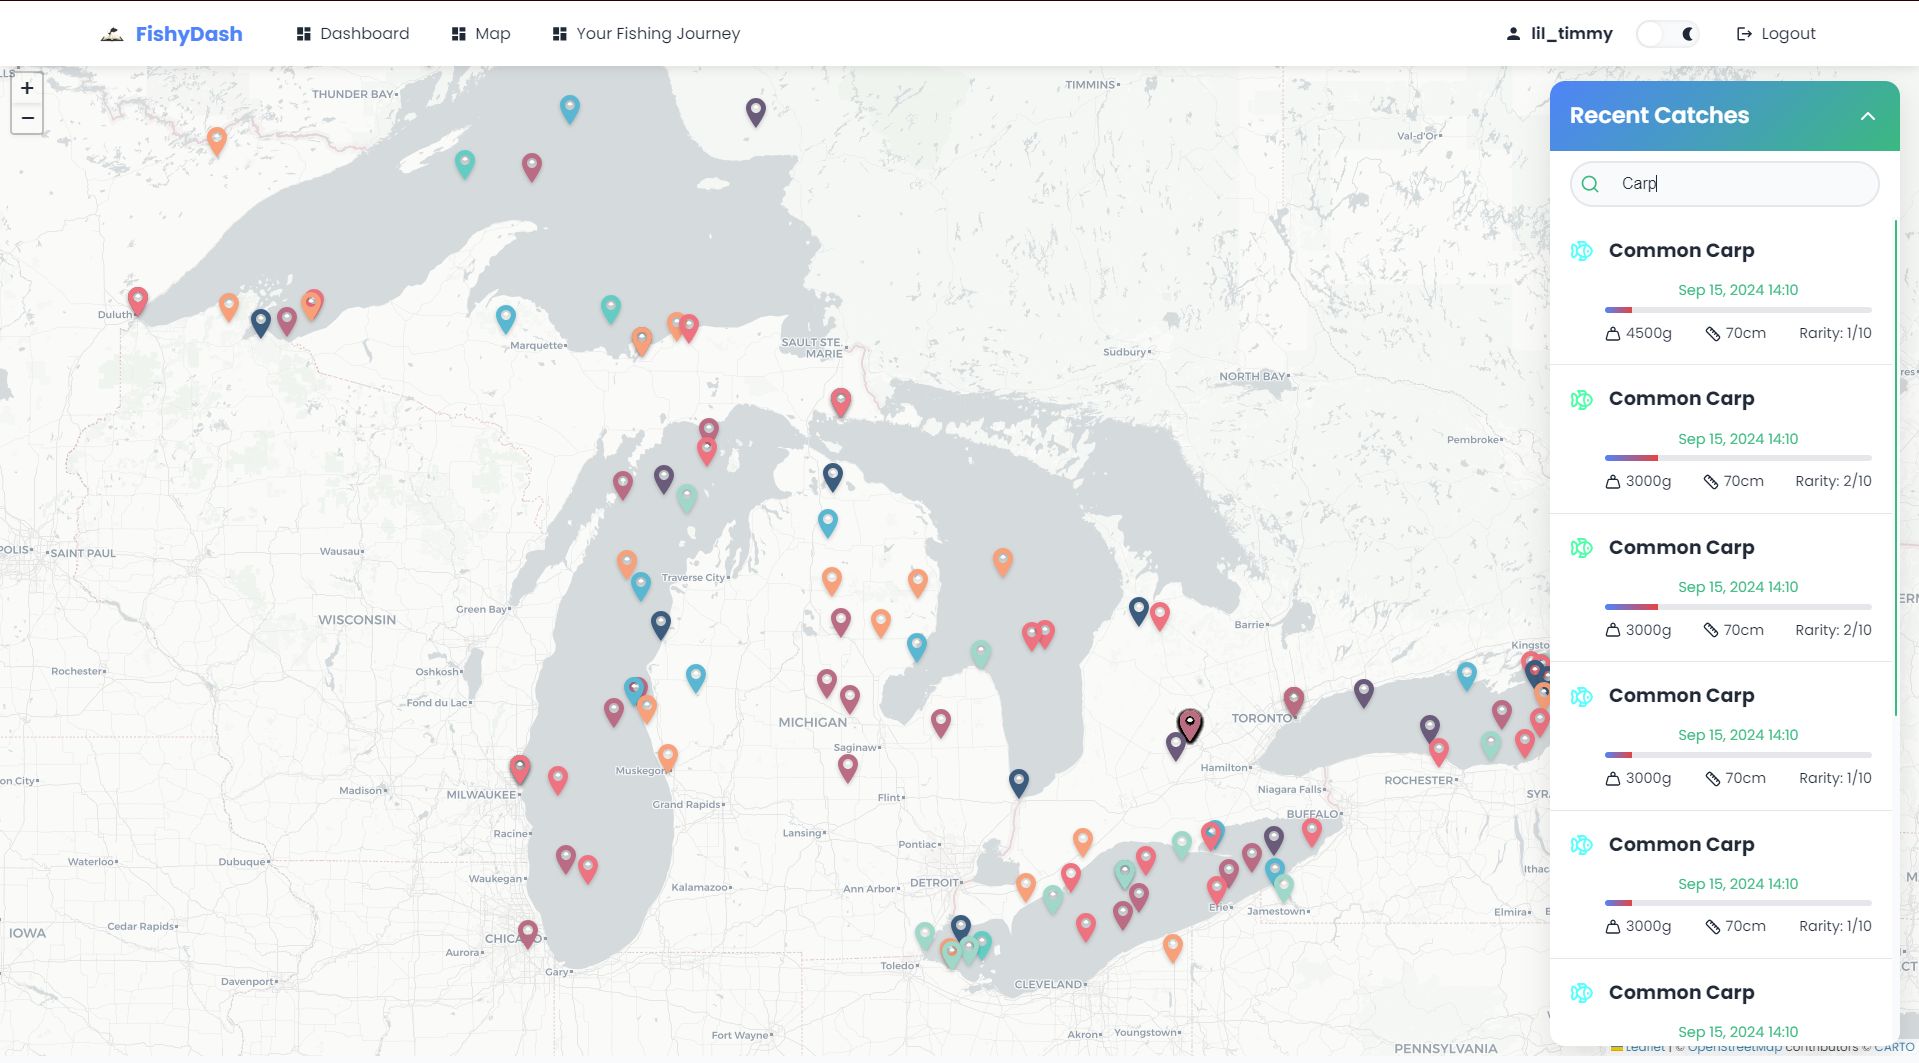 FishyDash
Dashboard
Map
Your Fishing Journey
lil_timmy
Logout
+
−
Recent Catches
Carp
Common Carp
Sep 15, 2024 14:10
4500g 70cm Rarity: 1/10
Common Carp
Sep 15, 2024 14:10
3000g 70cm Rarity: 2/10
Common Carp
Sep 15, 2024 14:10
3000g 70cm Rarity: 2/10
Common Carp
Sep 15, 2024 14:10
3000g 70cm Rarity: 1/10
Common Carp
Sep 15, 2024 14:10
3000g 70cm Rarity: 1/10
Common Carp
Sep 15, 2024 14:10
THUNDER BAY
TIMMINS
Val-d'Or
Duluth
Marquette
SAULT STE.
MARIE
Sudbury
NORTH BAY
Pembroke
SAINT PAUL
Wausau
Traverse City
Green Bay
WISCONSIN
Barrie
Rochester
Oshkosh
Fond du Lac
MICHIGAN
TORONTO
Saginaw
Muskegon
Hamilton
ROCHESTER
Madison
MILWAUKEE
Grand Rapids
Flint
Niagara Falls
BUFFALO
Racine
Lansing
Pontiac
Waterloo
Dubuque
Waukegan
Kalamazoo
Ann Arbor
DETROIT
Erie
Jamestown
Elmira
IOWA
Cedar Rapids
CHICAGO
Aurora
Gary
Toledo
Davenport
CLEVELAND
Fort Wayne
Akron
Youngstown
PENNSYLVANIA
Leaflet | © OpenStreetMap contributors © CARTO